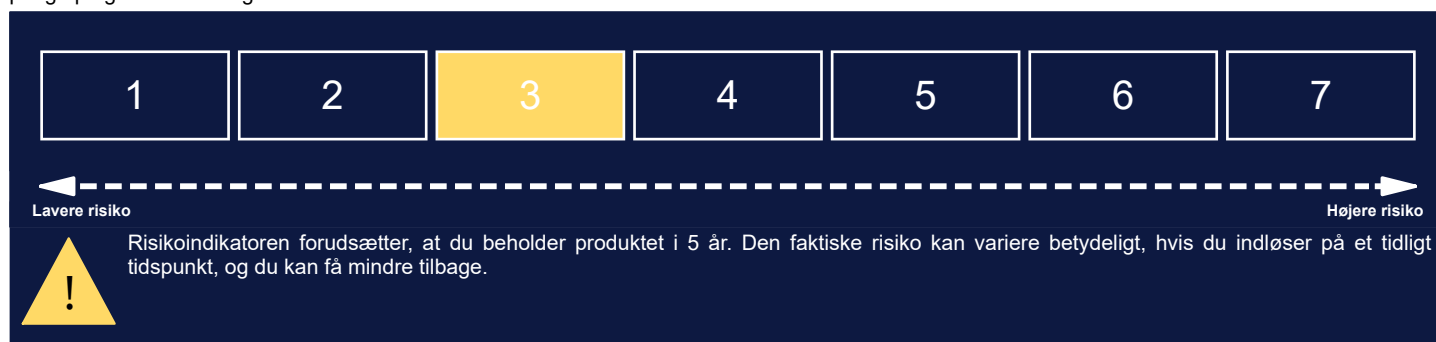 1 2 3 4 5 6 7
Lavere risiko Højere risiko
Risikoindikatoren forudsætter, at du beholder produktet i 5 år. Den faktiske risiko kan variere betydeligt, hvis du indløser på et tidligt
tidspunkt, og du kan få mindre tilbage.
!